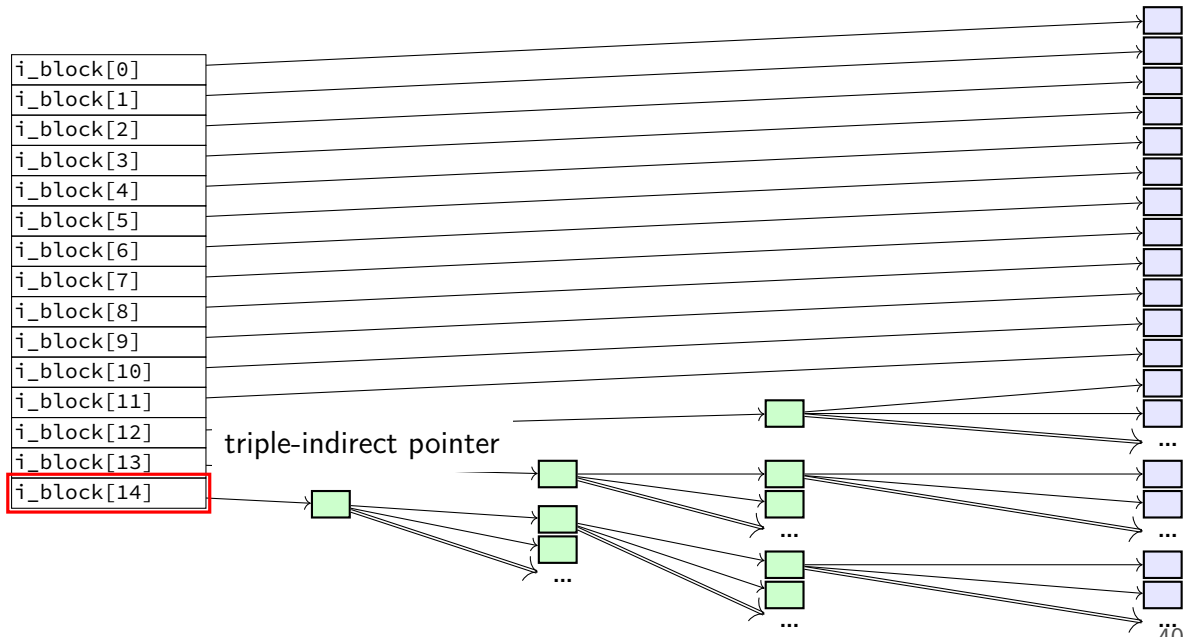 i_block[0]
i_block[1]
i_block[2]
i_block[3]
i_block[4]
i_block[5]
i_block[6]
i_block[7]
i_block[8]
i_block[9]
i_block[10]
i_block[11]
i_block[12]
i_block[13]
i_block[14]
triple-indirect pointer
...
...
...
...
...
...
40